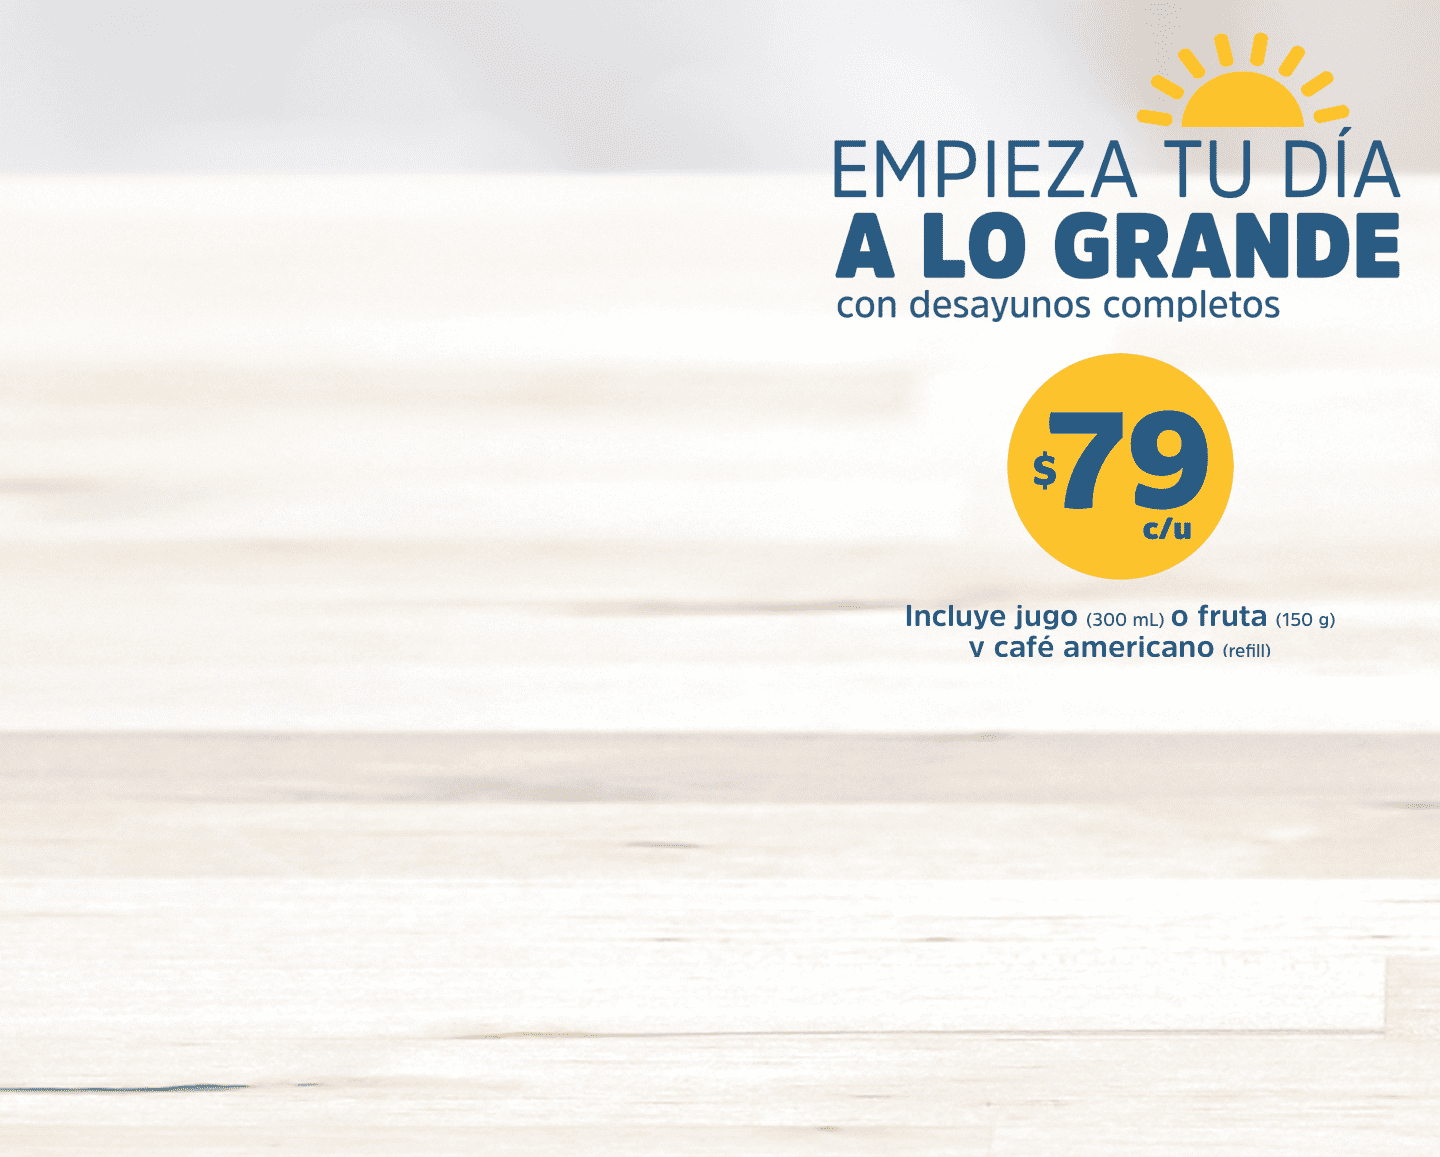 EMPIEZA TU DÍA
A LO GRANDE
con desayunos completos
$79
c/u
Incluye jugo (300 mL) o fruta (150 g)
y café americano (refill)